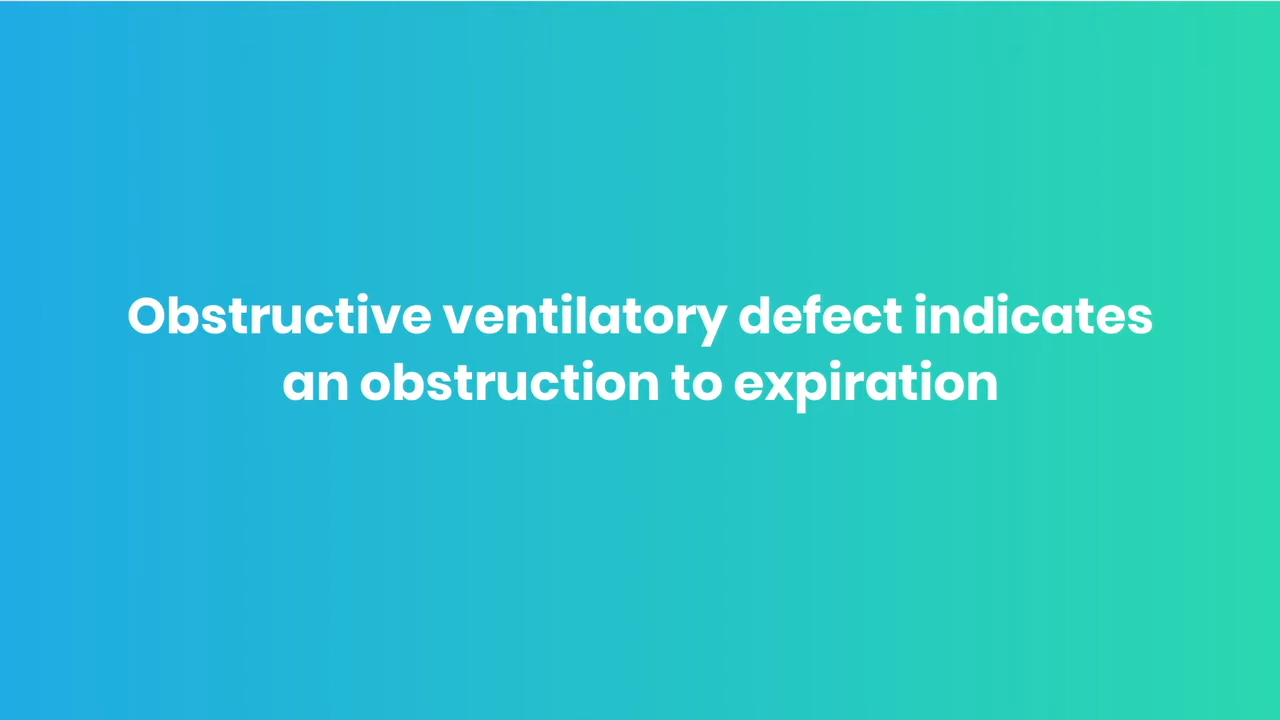 Obstructive ventilatory defect indicates
an obstruction to expiration